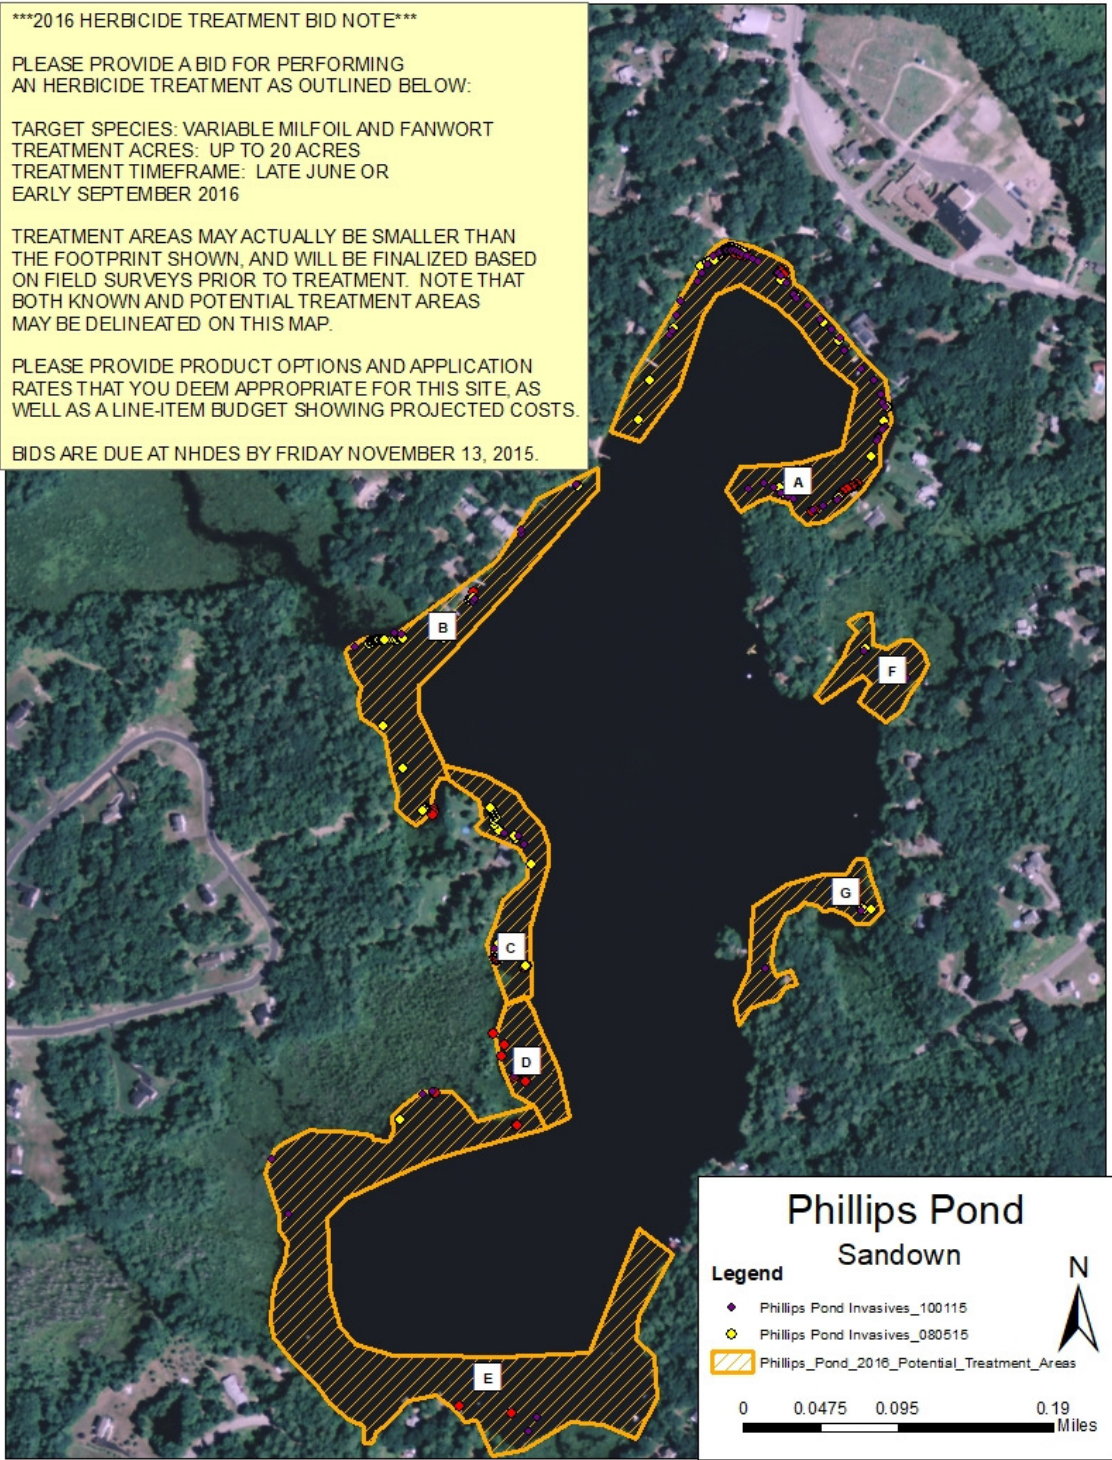 ***2016 HERBICIDE TREATMENT BID NOTE***
PLEASE PROVIDE A BID FOR PERFORMING
AN HERBICIDE TREATMENT AS OUTLINED BELOW:
TARGET SPECIES: VARIABLE MILFOIL AND FANWORT
TREATMENT ACRES: UP TO 20 ACRES
TREATMENT TIMEFRAME: LATE JUNE OR
EARLY SEPTEMBER 2016
TREATMENT AREAS MAY ACTUALLY BE SMALLER THAN
THE FOOTPRINT SHOWN, AND WILL BE FINALIZED BASED
ON FIELD SURVEYS PRIOR TO TREATMENT. NOTE THAT
BOTH KNOWN AND POTENTIAL TREATMENT AREAS
MAY BE DELINEATED ON THIS MAP.
PLEASE PROVIDE PRODUCT OPTIONS AND APPLICATION
RATES THAT YOU DEEM APPROPRIATE FOR THIS SITE, AS
WELL AS A LINE-ITEM BUDGET SHOWING PROJECTED COSTS.
BIDS ARE DUE AT NHDES BY FRIDAY NOVEMBER 13, 2015.
A
B
F
G
C
D
E
Phillips Pond
Sandown
Legend
N
Phillips Pond Invasives_100115
Phillips Pond Invasives_080515
Phillips_Pond_2016_Potential_Treatment_Areas
0 0.0475 0.095 0.19
Miles